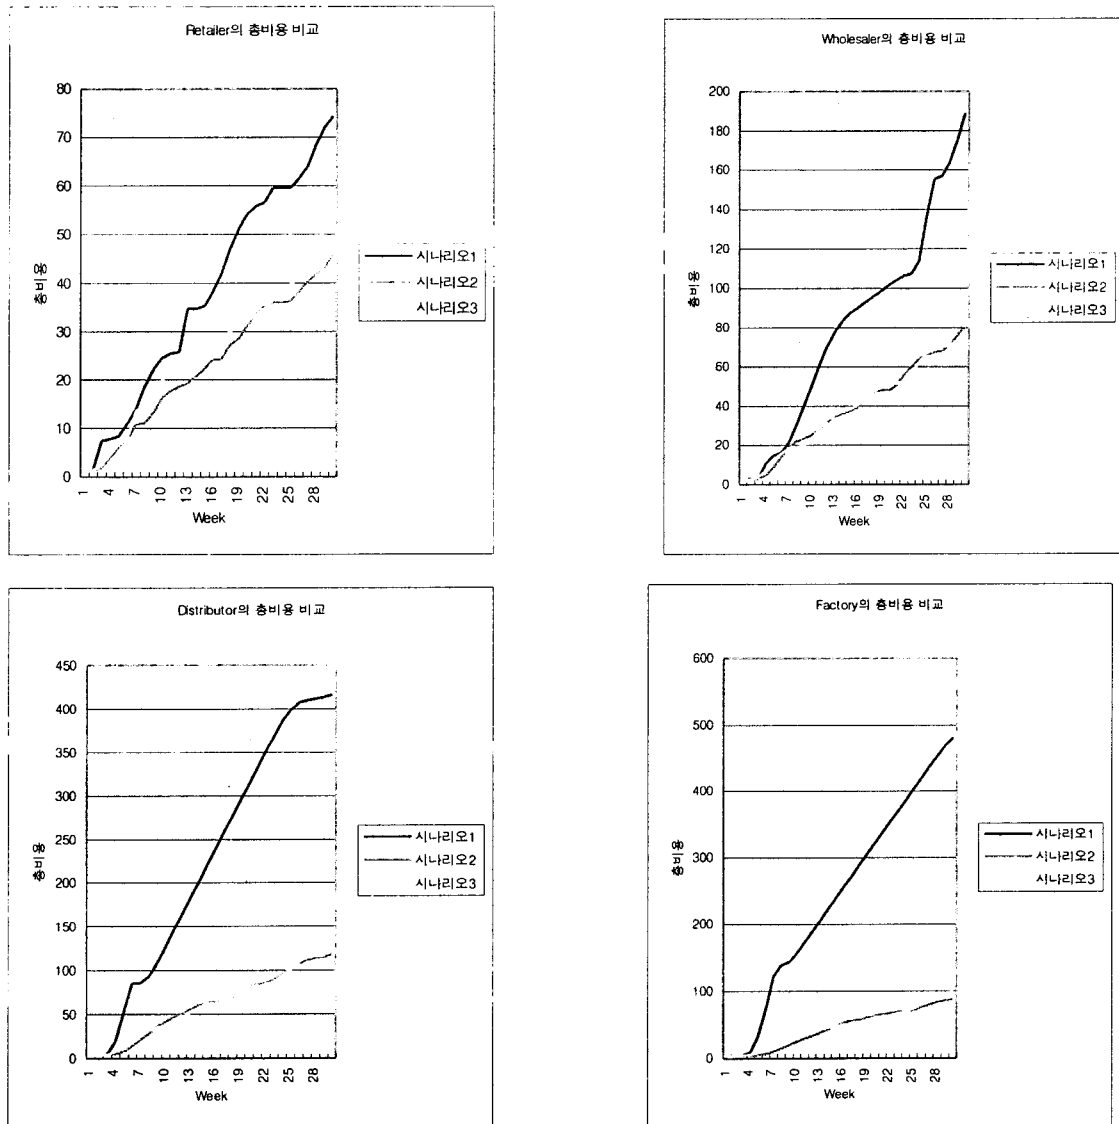 Retailer의 총비용 비교
80
70
60
50
40
30
20
10
0
총비용
1 4 7 10 13 16 19 22 25 28
Week
시나리오1
시나리오2
시나리오3
Wholesaler의 총비용 비교
200
180
160
140
120
100
80
60
40
20
0
총비용
1 4 7 10 13 16 19 22 25 28
Week
시나리오1
시나리오2
시나리오3
Distributor의 총비용 비교
450
400
350
300
250
200
150
100
50
0
총비용
1 4 7 10 13 16 19 22 25 28
Week
시나리오1
시나리오2
시나리오3
Factory의 총비용 비교
600
500
400
300
200
100
0
총비용
1 4 7 10 13 16 19 22 25 28
Week
시나리오1
시나리오2
시나리오3